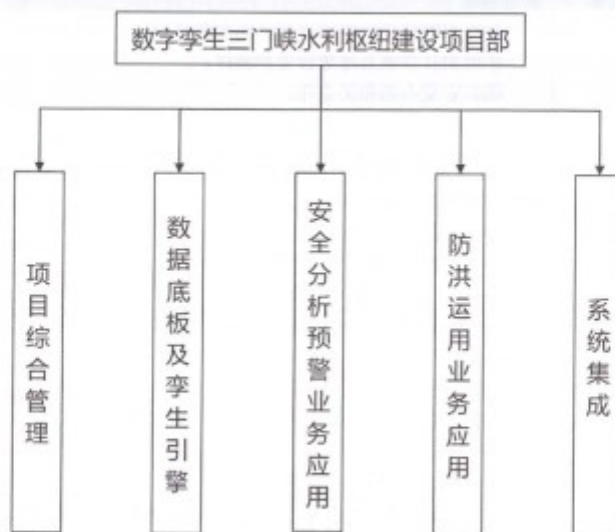 数字孪生三门峡水利枢纽建设项目部
项目综合管理
数据底板及孪生引擎
安全分析预警业务应用
防洪运用业务应用
系统集成